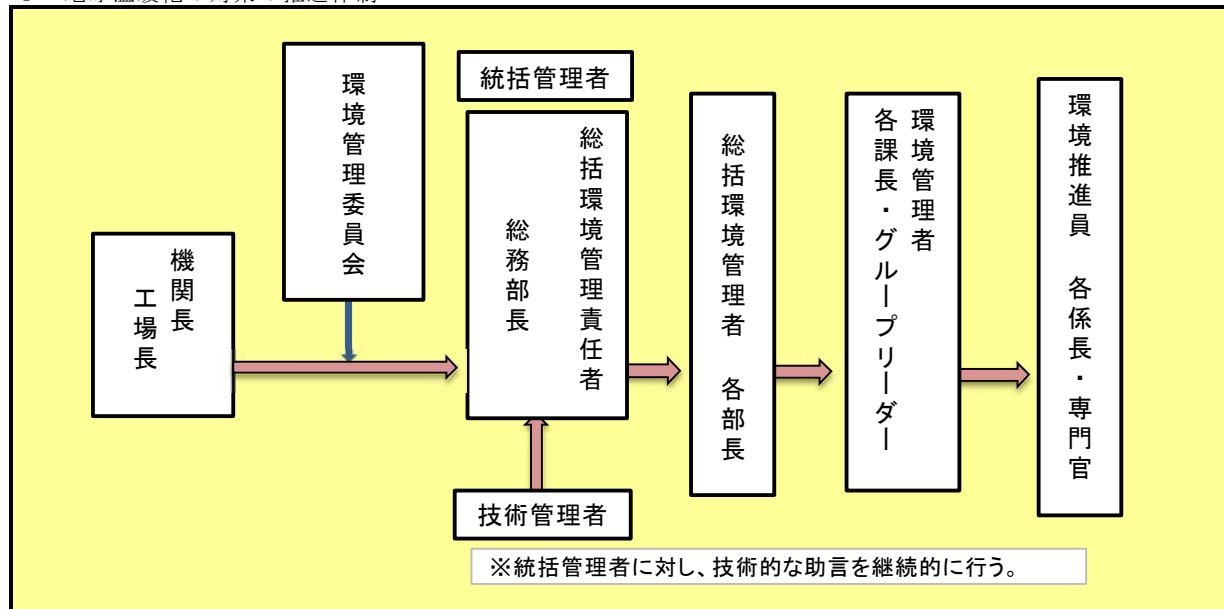 機関長
工場長
環境管理委員会
統括管理者
総括環境管理責任者
総務部長
技術管理者
※統括管理者に対し、技術的な助言を継続的に行う。
総括環境管理者　各部長
環境管理者
各課長・グループリーダー
環境推進員　各係長・専門官